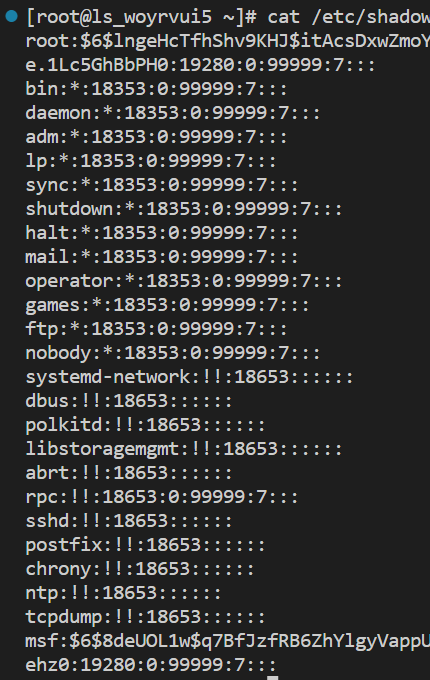 [root@ls_woyrvui5 ~]# cat /etc/shadow
root:$6$lngeHcTfhShv9KHJ$itAcsDxwZmoY
e.1Lc5GhBbPH0:19280:0:99999:7:::
bin:*:18353:0:99999:7:::
daemon:*:18353:0:99999:7:::
adm:*:18353:0:99999:7:::
lp:*:18353:0:99999:7:::
sync:*:18353:0:99999:7:::
shutdown:*:18353:0:99999:7:::
halt:*:18353:0:99999:7:::
mail:*:18353:0:99999:7:::
operator:*:18353:0:99999:7:::
games:*:18353:0:99999:7:::
ftp:*:18353:0:99999:7:::
nobody:*:18353:0:99999:7:::
systemd-network:!!:18653::::::
dbus:!!:18653::::::
polkitd:!!:18653::::::
libstoragemgmt:!!:18653::::::
abrt:!!:18653::::::
rpc:!!:18653:0:99999:7:::
sshd:!!:18653::::::
postfix:!!:18653::::::
chrony:!!:18653::::::
ntp:!!:18653::::::
tcpdump:!!:18653::::::
msf:$6$8deUOL1w$q7BfJzfRB6ZhYlgyVappU
ehz0:19280:0:99999:7:::